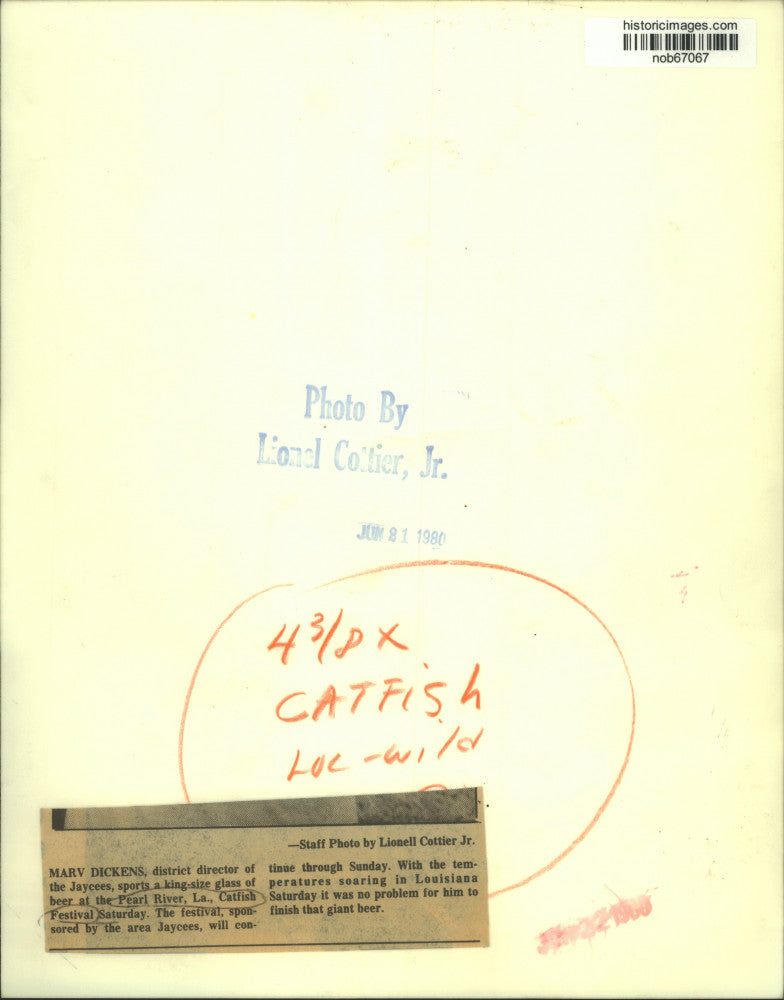 historicimages.com
nob67067
Photo By
Lionel Cottier, Jr.
JUN 21 1980
4 3/8 X
CATFISH
LOC - wild
—Staff Photo by Lionell Cottier Jr.
MARV DICKENS, district director of
the Jaycees, sports a king-size glass of
beer at the Pearl River, La., Catfish
Festival Saturday. The festival, spon-
sored by the area Jaycees, will con-
tinue through Sunday. With the tem-
peratures soaring in Louisiana
Saturday it was no problem for him to
finish that giant beer.
JUN 22 1980